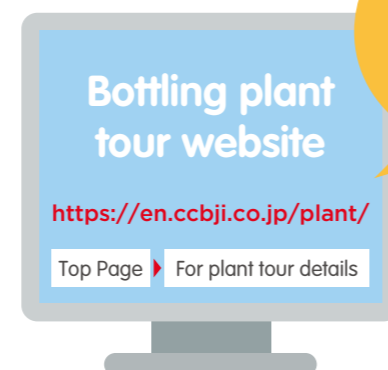 Bottling plant
tour website
https://en.ccbji.co.jp/plant/
Top Page For plant tour details